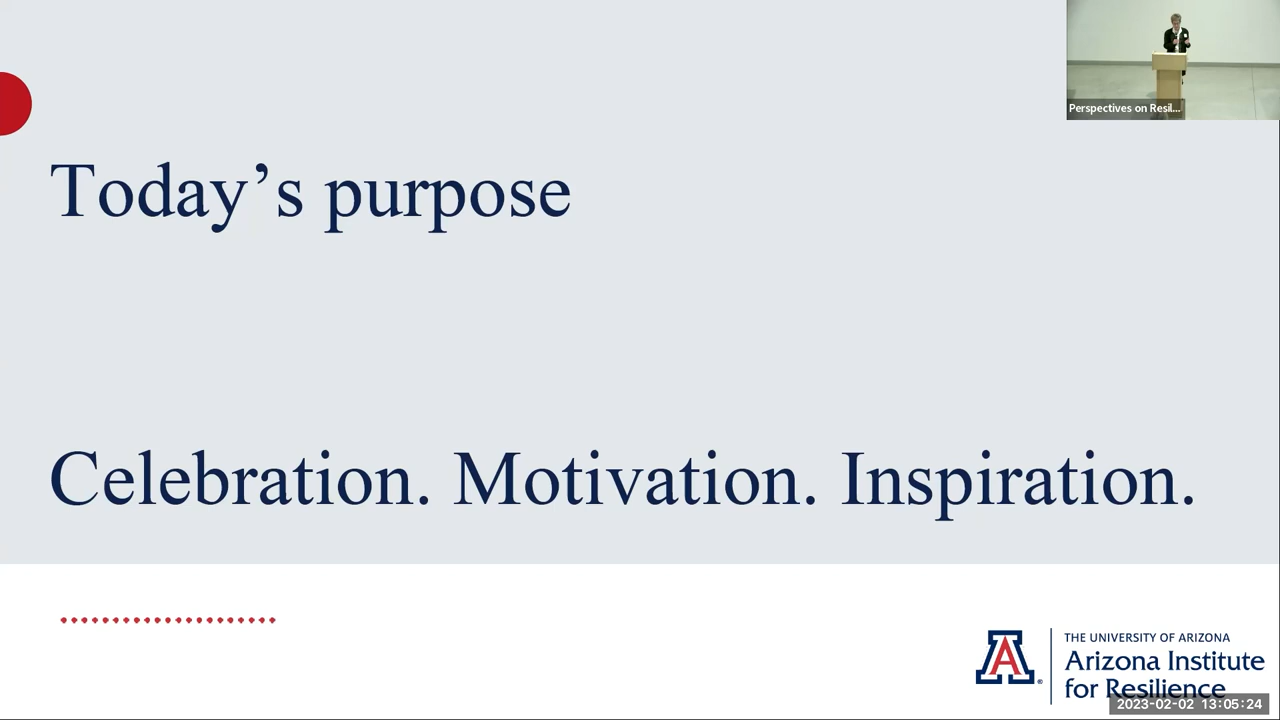 Perspectives on Resil...
Today’s purpose
Celebration. Motivation. Inspiration.
THE UNIVERSITY OF ARIZONA
Arizona Institute
for Resilience
2023-02-02 13:05:24